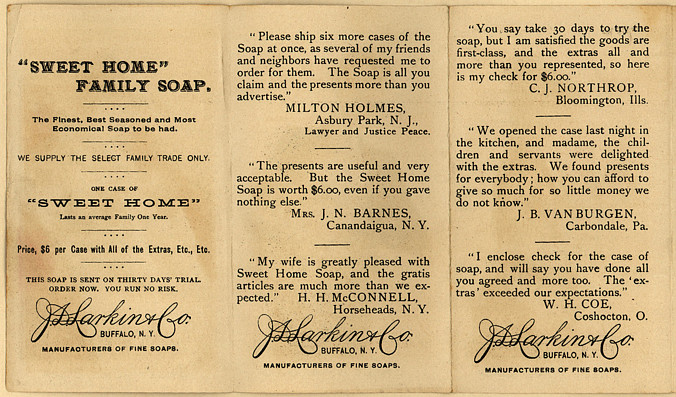 "SWEET HOME"
FAMILY SOAP.
The Finest, Best Seasoned and Most
Economical Soap to be had.
WE SUPPLY THE SELECT FAMILY TRADE ONLY.
ONE CASE OF
"SWEET HOME"
Lasts an average Family One Year.
Price, $6 per Case with All of the Extras, Etc., Etc.
THIS SOAP IS SENT ON THIRTY DAYS' TRIAL.
ORDER NOW. YOU RUN NO RISK.
J.D. Larkin & Co.
BUFFALO, N. Y.
MANUFACTURERS OF FINE SOAPS.
"Please ship six more cases of the
Soap at once, as several of my friends
and neighbors have requested me to
order for them. The Soap is all you
claim and the presents more than you
advertise."
MILTON HOLMES,
Asbury Park, N. J.,
Lawyer and Justice Peace.
"The presents are useful and very
acceptable. But the Sweet Home
Soap is worth $6.00, even if you gave
nothing else."
MRS. J. N. BARNES,
Canandaigua, N. Y.
"My wife is greatly pleased with
Sweet Home Soap, and the gratis
articles are much more than we ex-
pected." H. H. McCONNELL,
Horseheads, N. Y.
J.D. Larkin & Co.
BUFFALO, N. Y.
MANUFACTURERS OF FINE SOAPS.
"You say take 30 days to try the
soap, but I am satisfied the goods are
first-class, and the extras all and
more than you represented, so here
is my check for $6.00."
C. J. NORTHROP,
Bloomington, Ills.
"We opened the case last night in
the kitchen, and madame, the chil-
dren and servants were delighted
with the extras. We found presents
for everybody; how you can afford to
give so much for so little money we
do not know."
J. B. VAN BURGEN,
Carbondale, Pa.
"I enclose check for the case of
soap, and will say you have done all
you agreed and more too. The 'ex-
tras' exceeded our expectations."
W. H. COE,
Coshocton, O.
J.D. Larkin & Co.
BUFFALO, N. Y.
MANUFACTURERS OF FINE SOAPS.